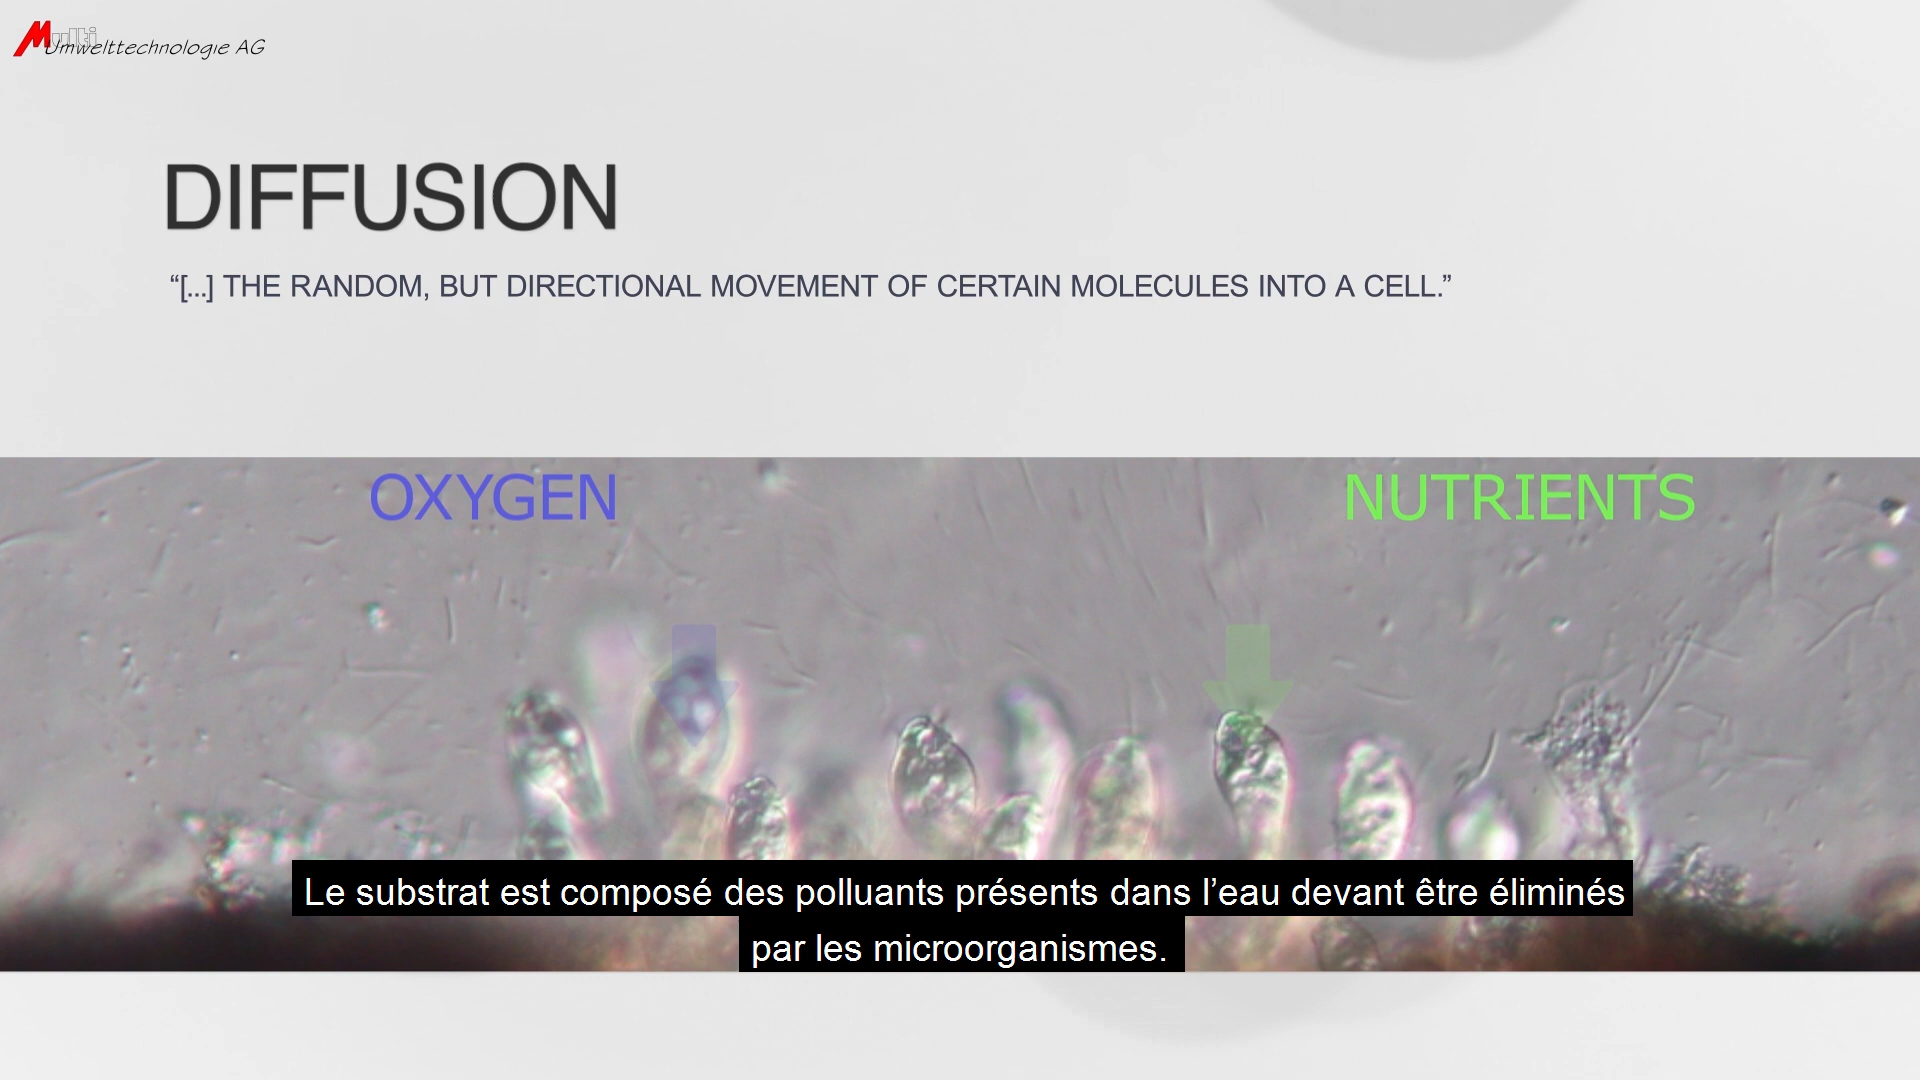 Multi
Umwelttechnologie AG
DIFFUSION
“[...] THE RANDOM, BUT DIRECTIONAL MOVEMENT OF CERTAIN MOLECULES INTO A CELL.”
OXYGEN NUTRIENTS
Le substrat est composé des polluants présents dans l’eau devant être éliminés
par les microorganismes.